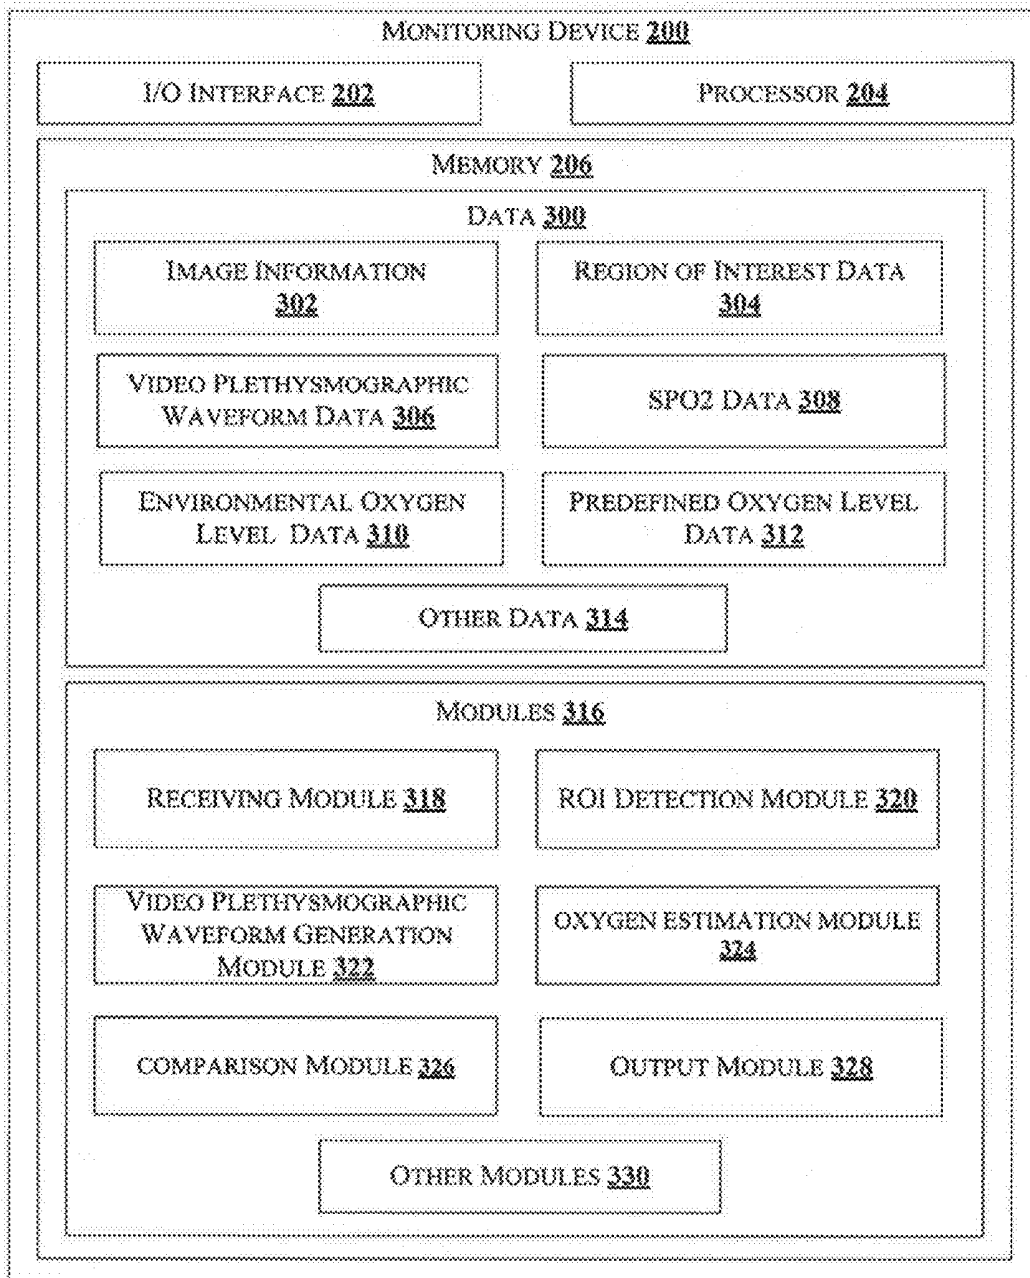 MONITORING DEVICE 200
I/O INTERFACE 202
PROCESSOR 204
MEMORY 206
DATA 300
IMAGE INFORMATION
302
REGION OF INTEREST DATA
304
VIDEO PLETHYSMOGRAPHIC
WAVEFORM DATA 306
SPO2 DATA 308
ENVIRONMENTAL OXYGEN
LEVEL DATA 310
PREDEFINED OXYGEN LEVEL
DATA 312
OTHER DATA 314
MODULES 316
RECEIVING MODULE 318
ROI DETECTION MODULE 320
VIDEO PLETHYSMOGRAPHIC
WAVEFORM GENERATION
MODULE 322
OXYGEN ESTIMATION MODULE
324
COMPARISON MODULE 326
OUTPUT MODULE 328
OTHER MODULES 330